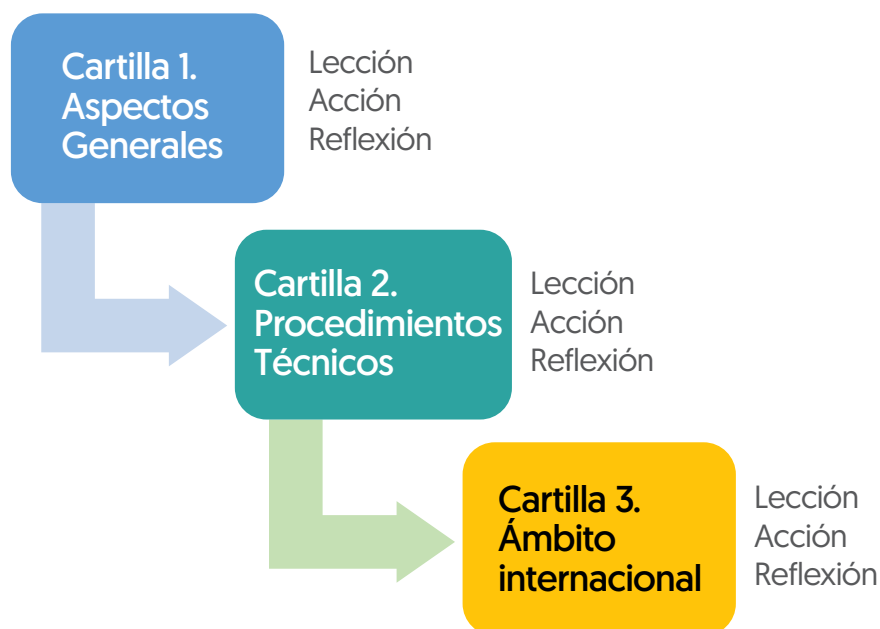 Cartilla 1.
Aspectos
Generales
Lección
Acción
Reflexión
Cartilla 2.
Procedimientos
Técnicos
Lección
Acción
Reflexión
Cartilla 3.
Ámbito
internacional
Lección
Acción
Reflexión